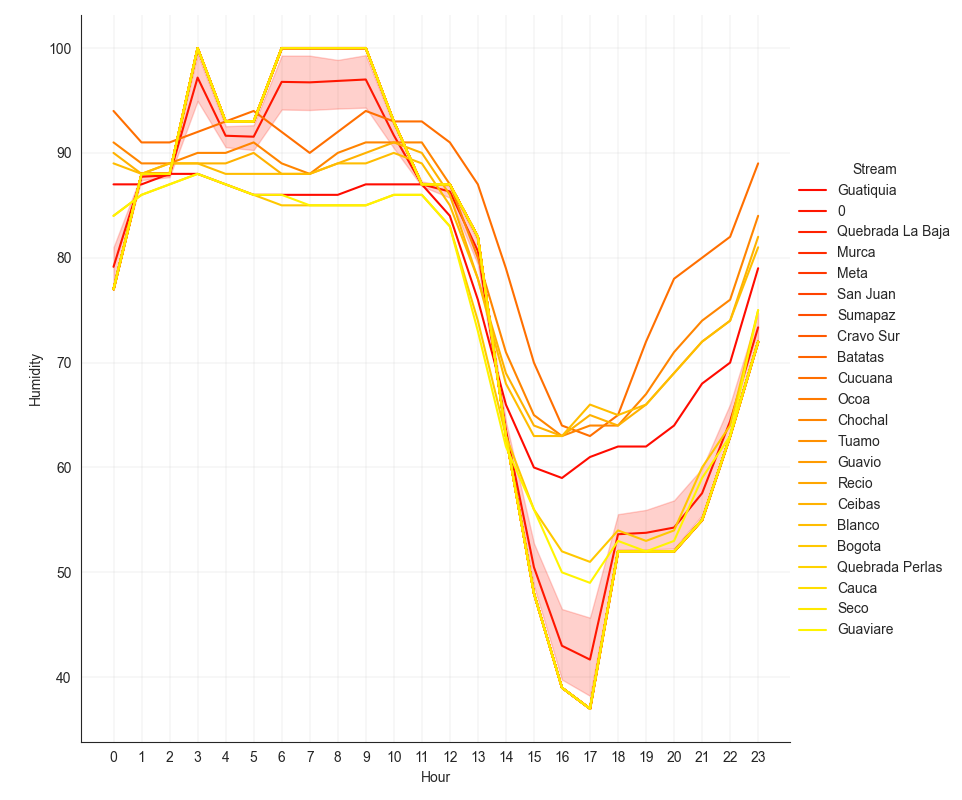 100
90
80
70
60
50
40
Humidity
0 1 2 3 4 5 6 7 8 9 10 11 12 13 14 15 16 17 18 19 20 21 22 23
Hour
Stream
Guatiquia
0
Quebrada La Baja
Murca
Meta
San Juan
Sumapaz
Cravo Sur
Batatas
Cucuana
Ocoa
Chochal
Tuamo
Guavio
Recio
Ceibas
Blanco
Bogota
Quebrada Perlas
Cauca
Seco
Guaviare